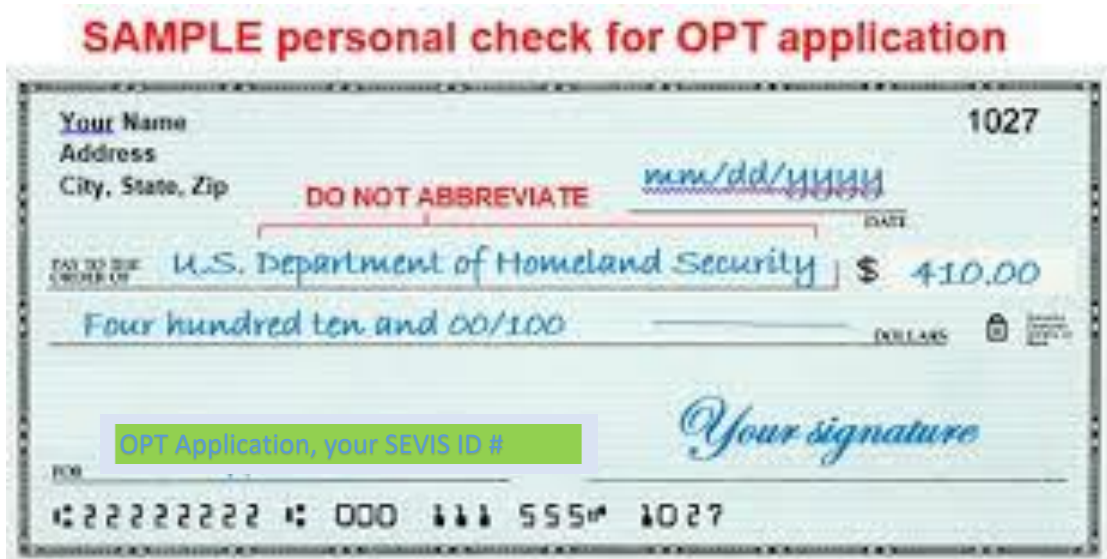 SAMPLE personal check for OPT application
Your Name 1027
Address
City, State, Zip
DO NOT ABBREVIATE mm/dd/yyyy
DATE
PAY TO THE
ORDER OF U.S. Department of Homeland Security $ 410.00
Four hundred ten and 00/100 DOLLARS
Your signature
OPT Application, your SEVIS ID #
FOR
⑆22222222⑆ 000 111 555⑈ 1027